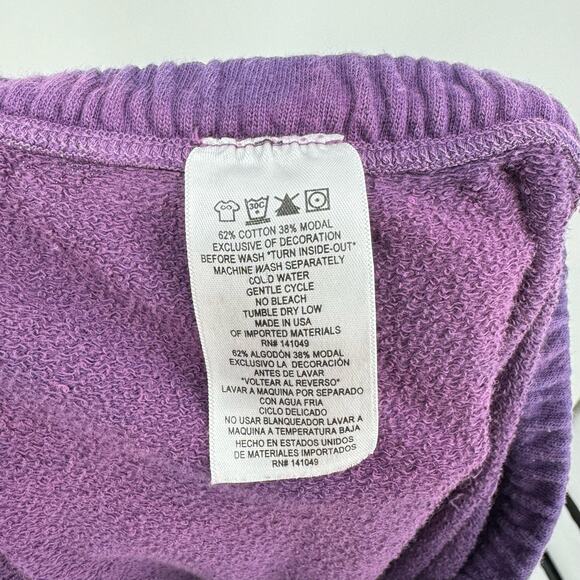 30C
62% COTTON 38% MODAL
EXCLUSIVE OF DECORATION
BEFORE WASH "TURN INSIDE-OUT"
MACHINE WASH SEPARATELY
COLD WATER
GENTLE CYCLE
NO BLEACH
TUMBLE DRY LOW
MADE IN USA
OF IMPORTED MATERIALS
RN# 141049
62% ALGODÓN 38% MODAL
EXCLUSIVO LA DECORACIÓN
ANTES DE LAVAR
"VOLTEAR AL REVERSO"
LAVAR A MAQUINA POR SEPARADO
CON AGUA FRIA
CICLO DELICADO
NO USAR BLANQUEADOR LAVAR A
MAQUINA A TEMPERATURA BAJA
HECHO EN ESTADOS UNIDOS
DE MATERIALES IMPORTADOS
RN# 141049